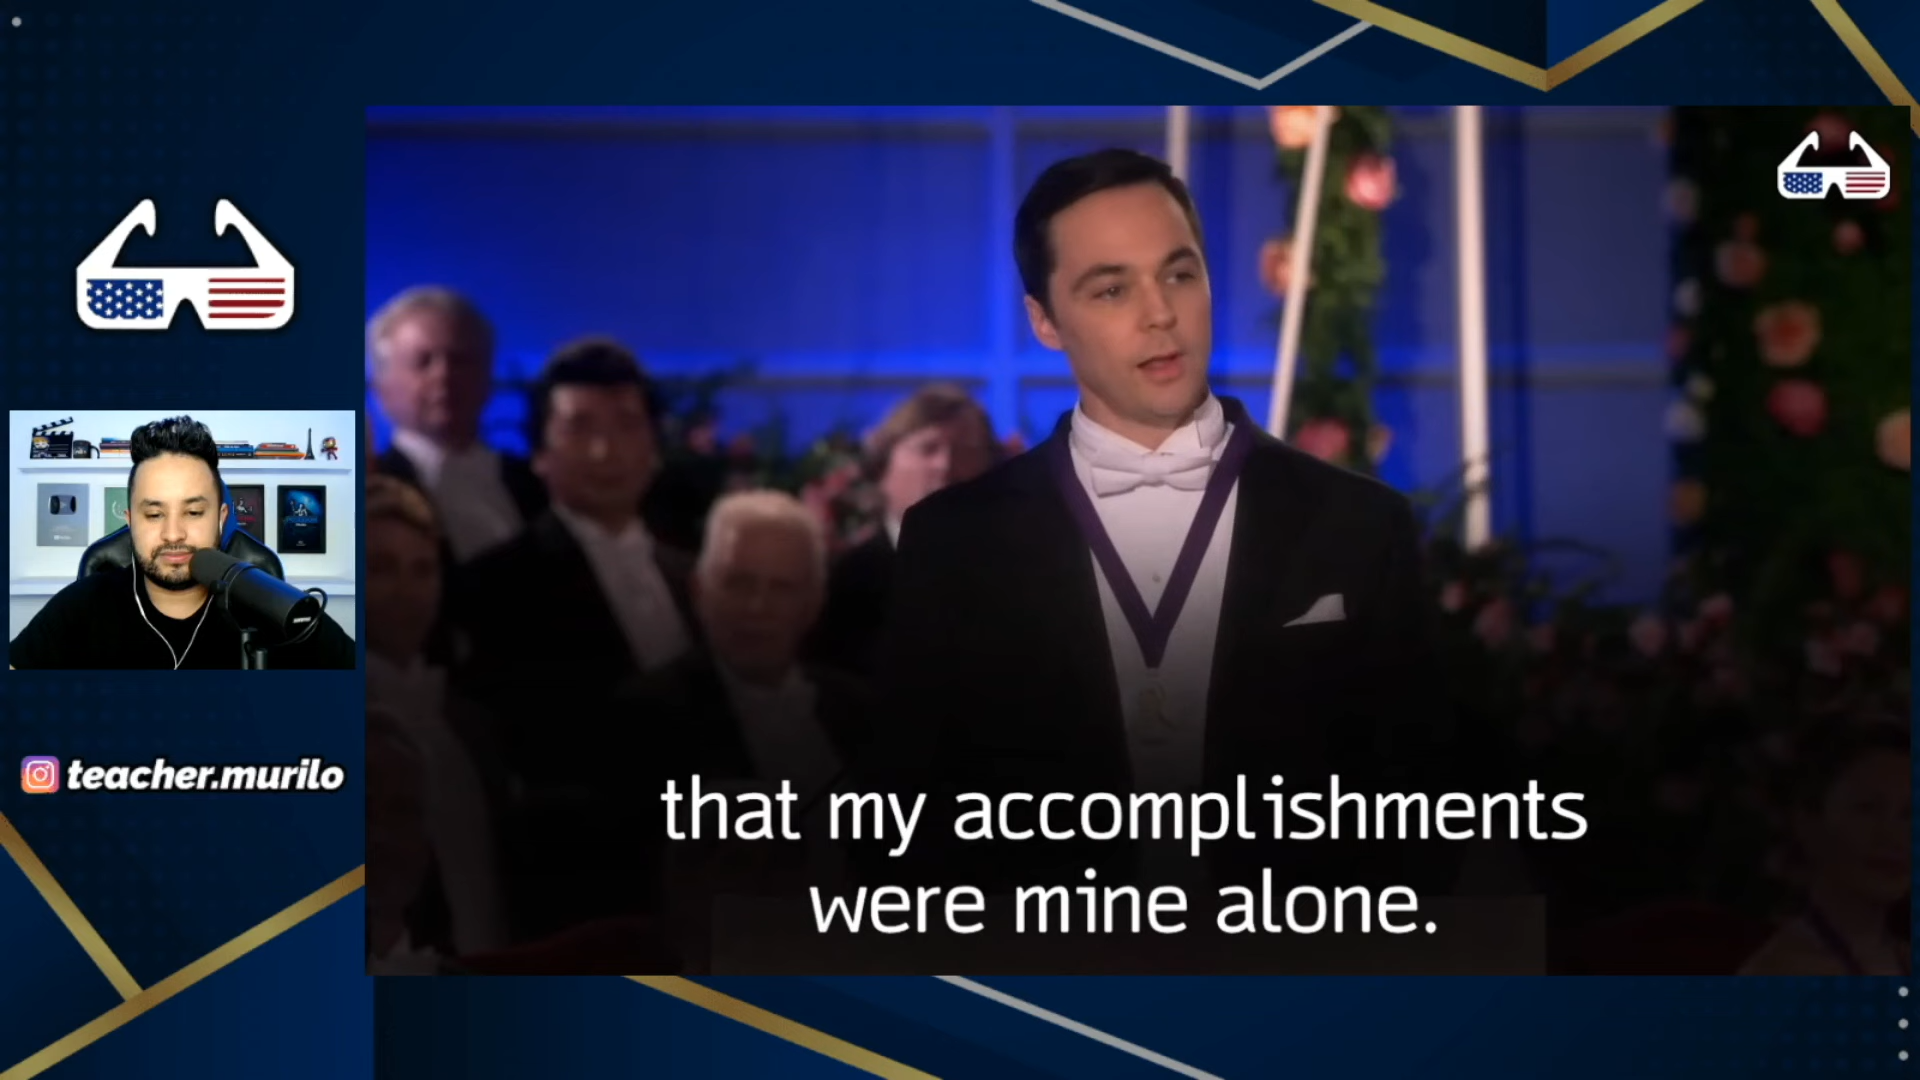 teacher.murilo
that my accomplishments
were mine alone.